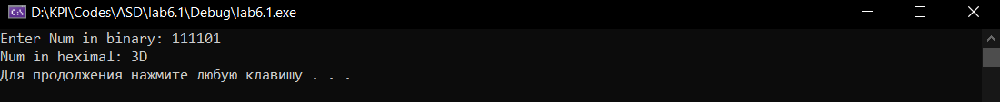 D:\KPI\Codes\ASD\lab6.1\Debug\lab6.1.exe
Enter Num in binary: 111101
Num in heximal: 3D
Для продолжения нажмите любую клавишу . . .